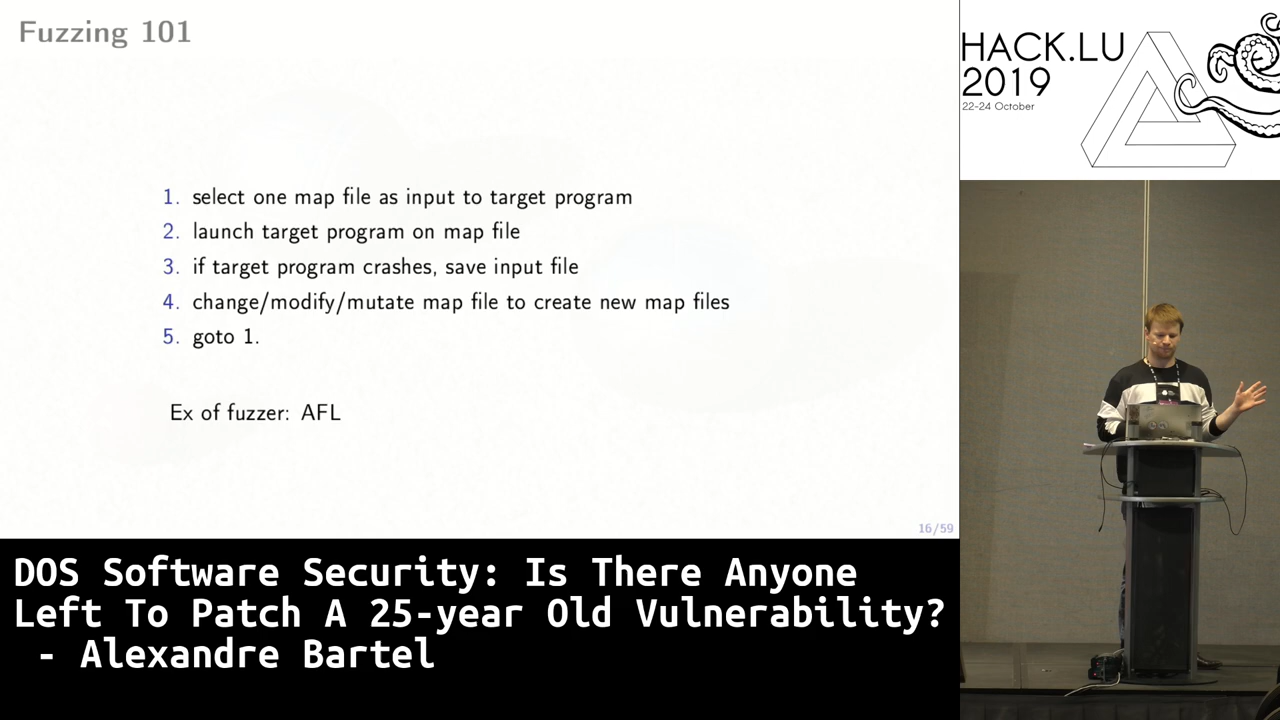 Fuzzing 101
1. select one map file as input to target program
2. launch target program on map file
3. if target program crashes, save input file
4. change/modify/mutate map file to create new map files
5. goto 1.
Ex of fuzzer: AFL
16/59
HACK.LU
2019
22-24 October
DOS Software Security: Is There Anyone
Left To Patch A 25-year Old Vulnerability?
- Alexandre Bartel